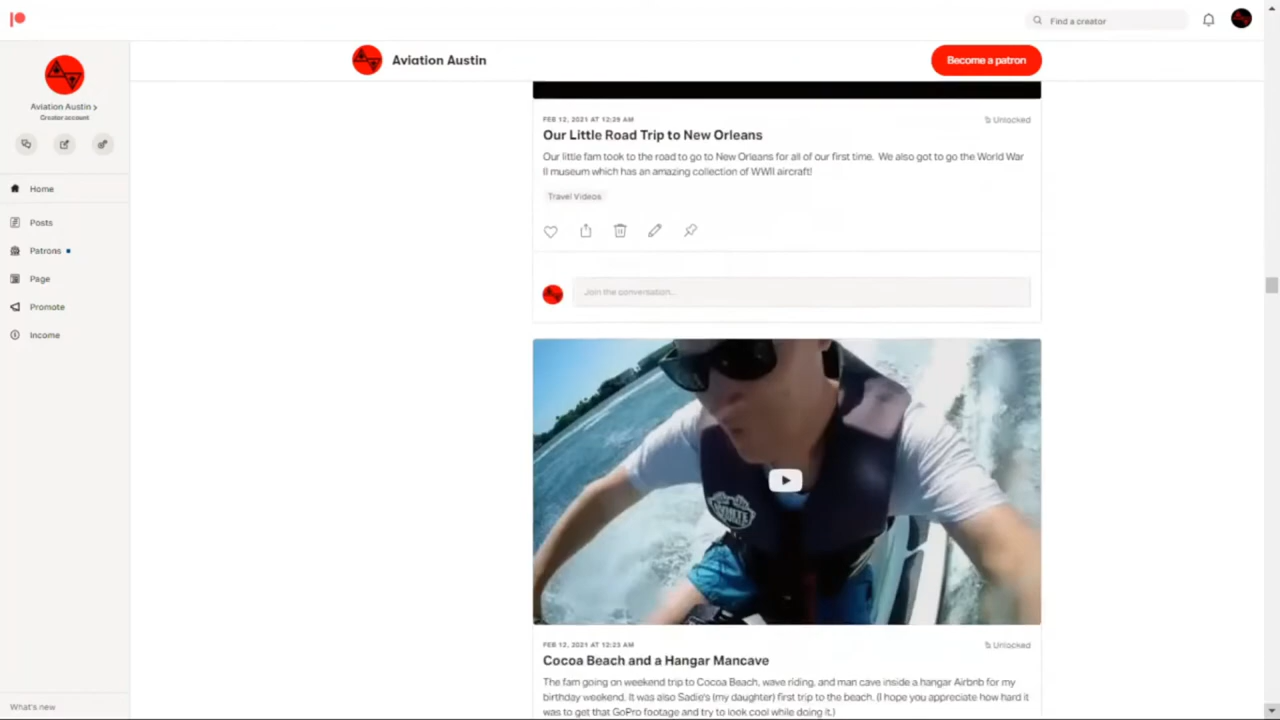 Find a creator
Aviation Austin
Become a patron
Aviation Austin
Creator account
Home
Posts
Patrons
Page
Promote
Income
What's new
FEB 12, 2021 AT 12:29 AM
Unlocked
Our Little Road Trip to New Orleans
Our little fam took to the road to go to New Orleans for all of our first time. We also got to go the World War
II museum which has an amazing collection of WWII aircraft!
Travel Videos
Join the conversation...
WHITE
FEB 12, 2021 AT 12:23 AM
Unlocked
Cocoa Beach and a Hangar Mancave
The fam going on weekend trip to Cocoa Beach, wave riding, and man cave inside a hangar Airbnb for my
birthday weekend. It was also Sadie's (my daughter) first trip to the beach. (I hope you appreciate how hard it
was to get that GoPro footage and try to look cool while doing it.)